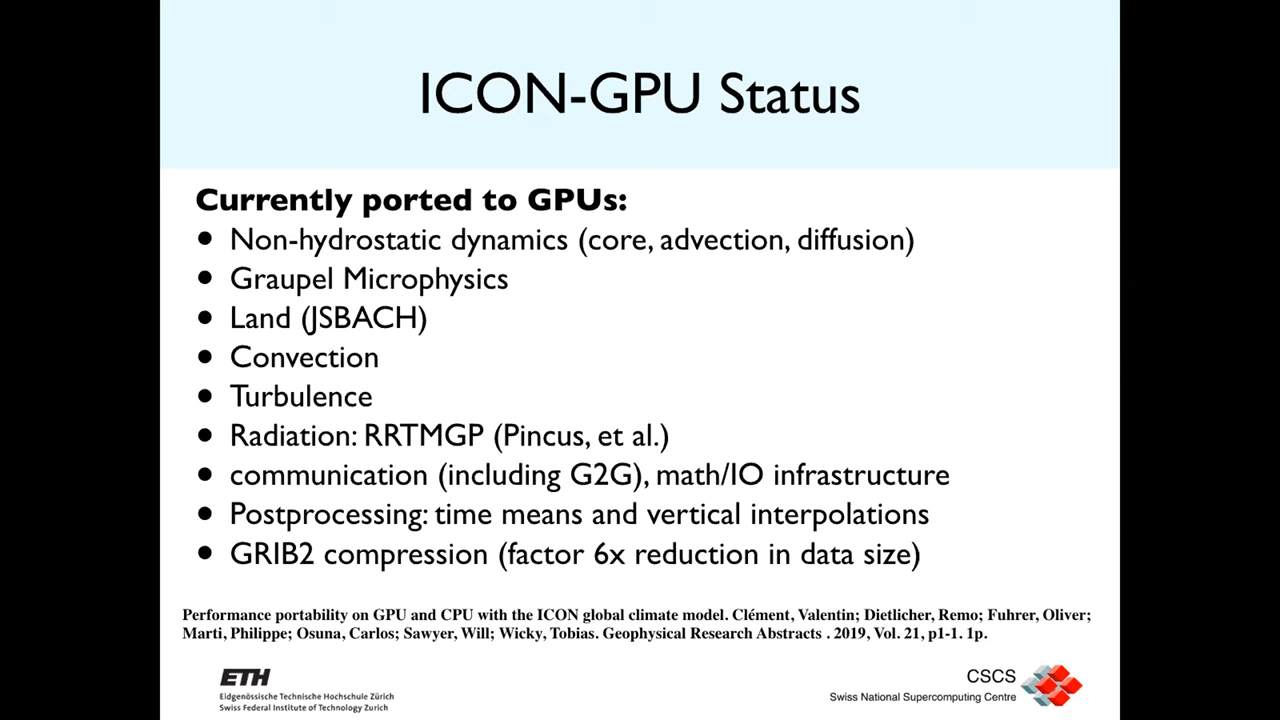 ICON-GPU Status
Currently ported to GPUs:
• Non-hydrostatic dynamics (core, advection, diffusion)
• Graupel Microphysics
• Land (JSBACH)
• Convection
• Turbulence
• Radiation: RRTMGP (Pincus, et al.)
• communication (including G2G), math/IO infrastructure
• Postprocessing: time means and vertical interpolations
• GRIB2 compression (factor 6x reduction in data size)
Performance portability on GPU and CPU with the ICON global climate model. Clément, Valentin; Dietlicher, Remo; Fuhrer, Oliver;
Marti, Philippe; Osuna, Carlos; Sawyer, Will; Wicky, Tobias. Geophysical Research Abstracts . 2019, Vol. 21, p1-1. 1p.
ETH
Eidgenössische Technische Hochschule Zürich
Swiss Federal Institute of Technology Zurich
CSCS
Swiss National Supercomputing Centre